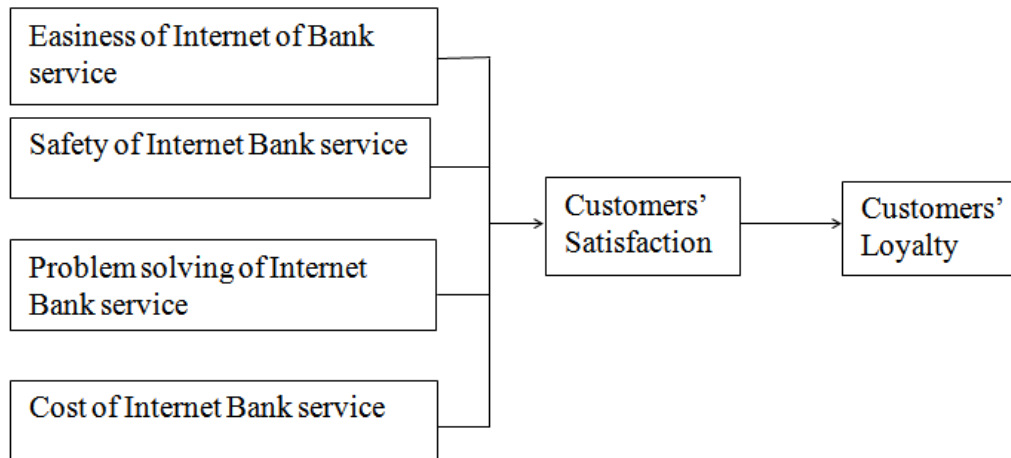 Easiness of Internet of Bank
service
Safety of Internet Bank service
Problem solving of Internet
Bank service
Cost of Internet Bank service
Customers’
Satisfaction
Customers’
Loyalty